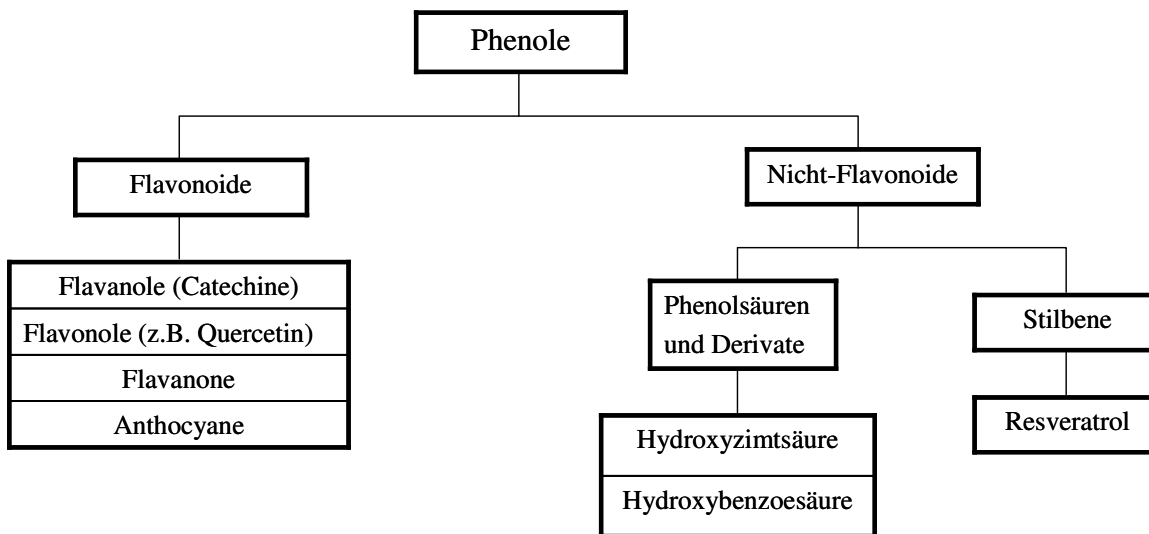 Phenole
Flavonoide
Nicht-Flavonoide
Flavanole (Catechine)
Flavonole (z.B. Quercetin)
Flavanone
Anthocyane
Phenolsäuren
und Derivate
Stilbene
Hydroxyzimtsäure
Hydroxybenzoesäure
Resveratrol